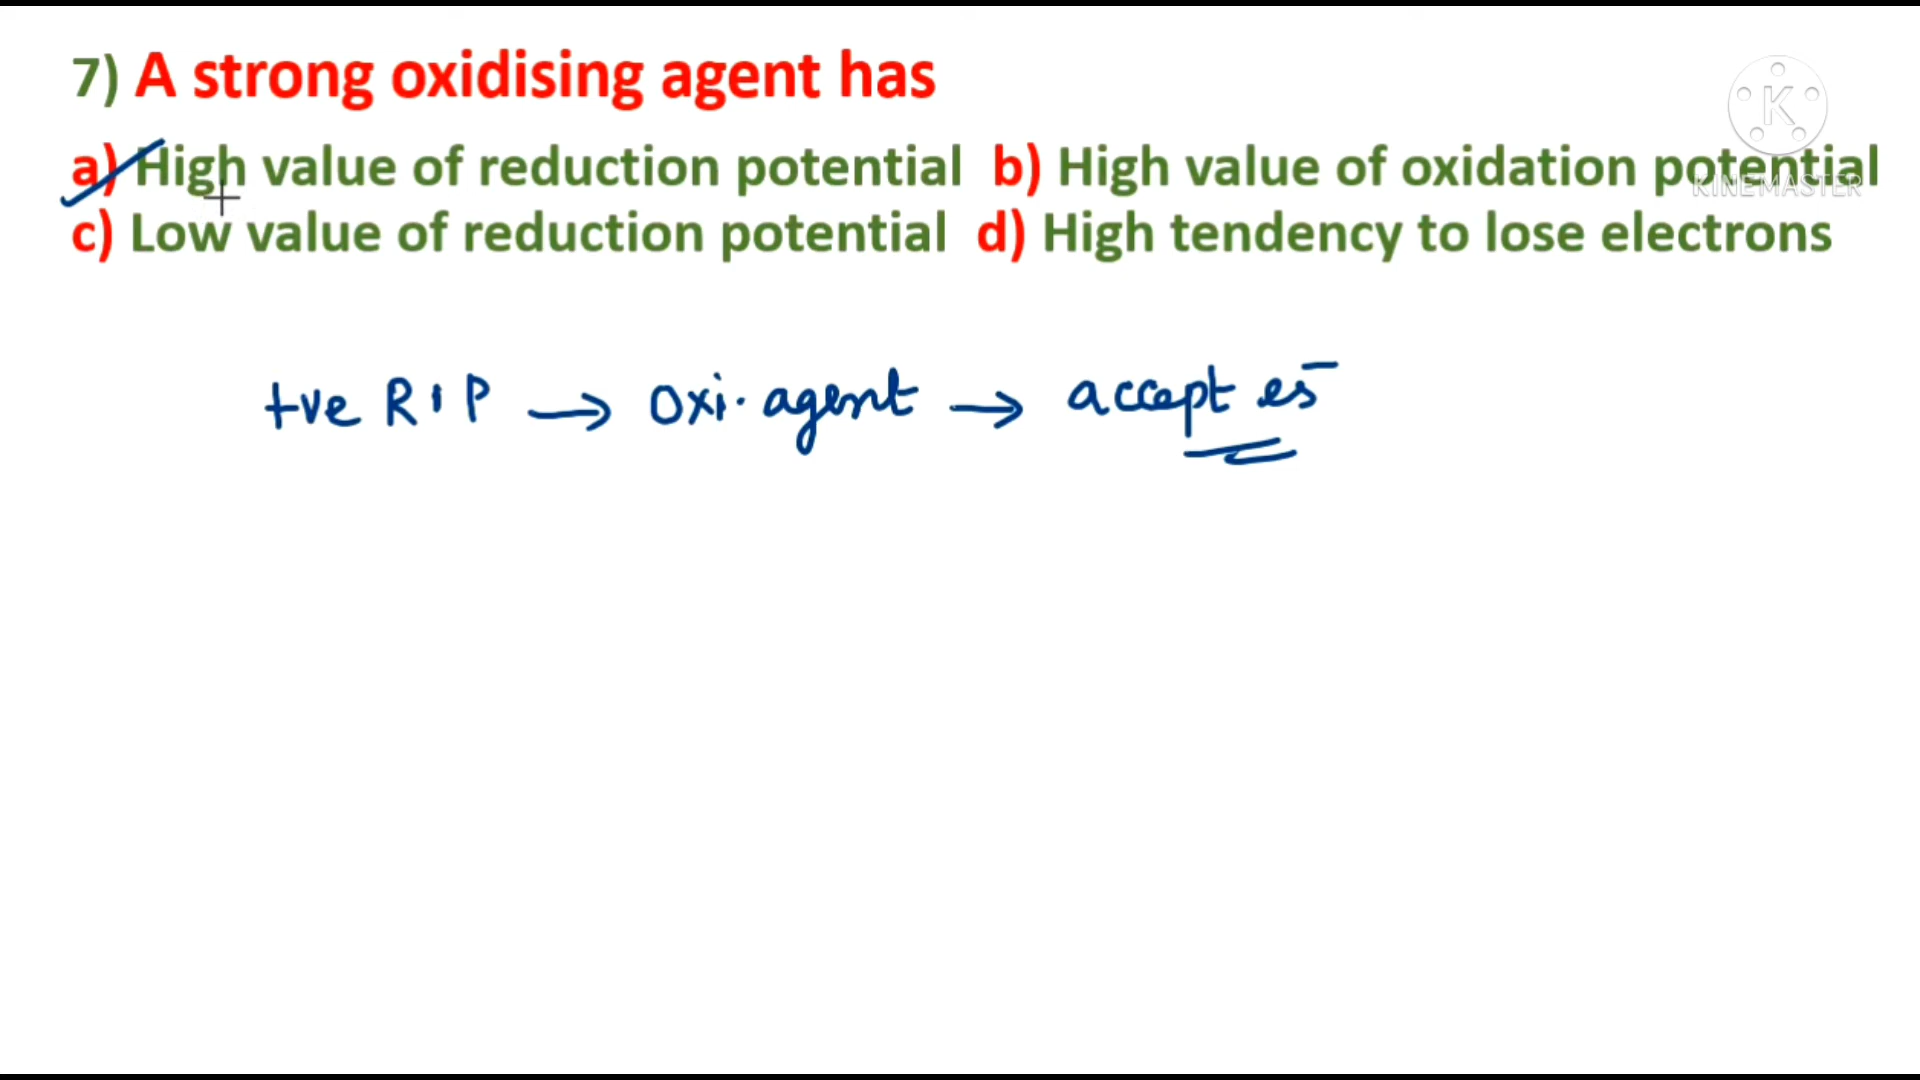 7) A strong oxidising agent has
a) High value of reduction potential b) High value of oxidation potential
c) Low value of reduction potential d) High tendency to lose electrons
+ve R.P → Oxi. agent → accept es⁻
K
KINEMASTER